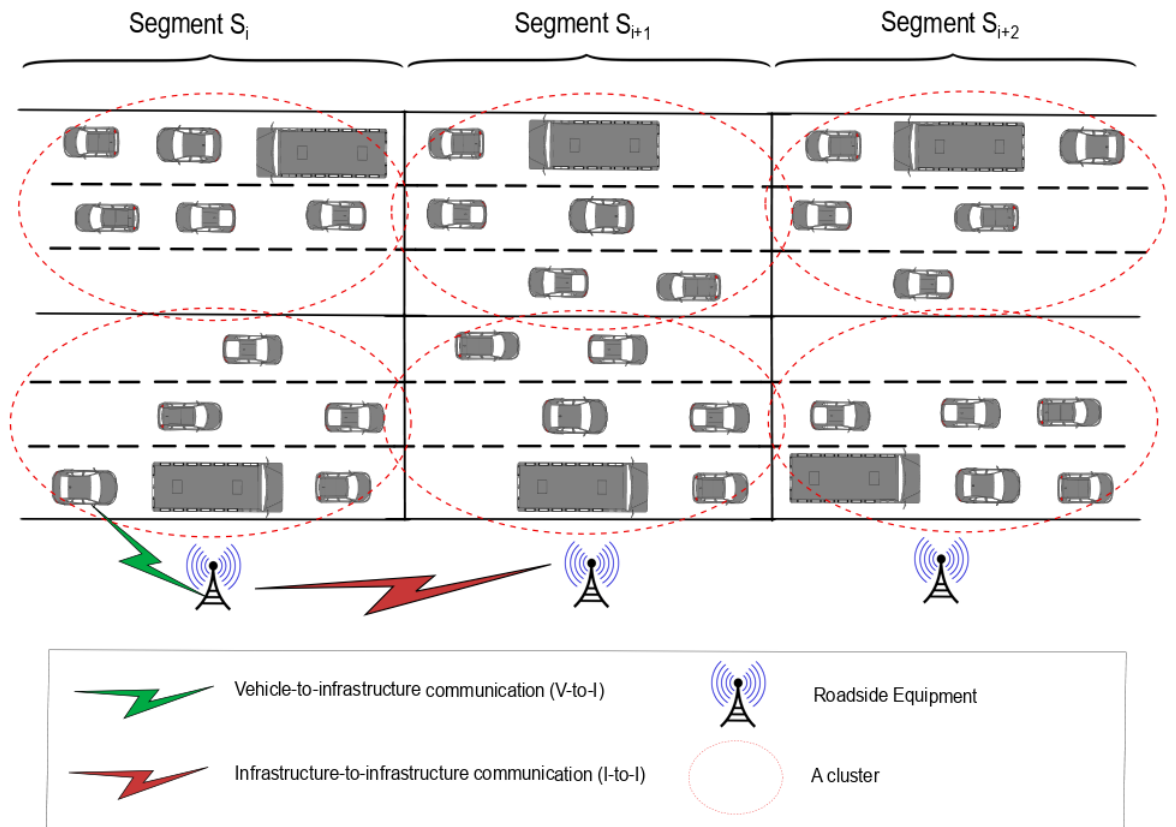 Segment Si
Segment Si+1
Segment Si+2
Vehicle-to-infrastructure communication (V-to-I)
Roadside Equipment
Infrastructure-to-infrastructure communication (I-to-I)
A cluster